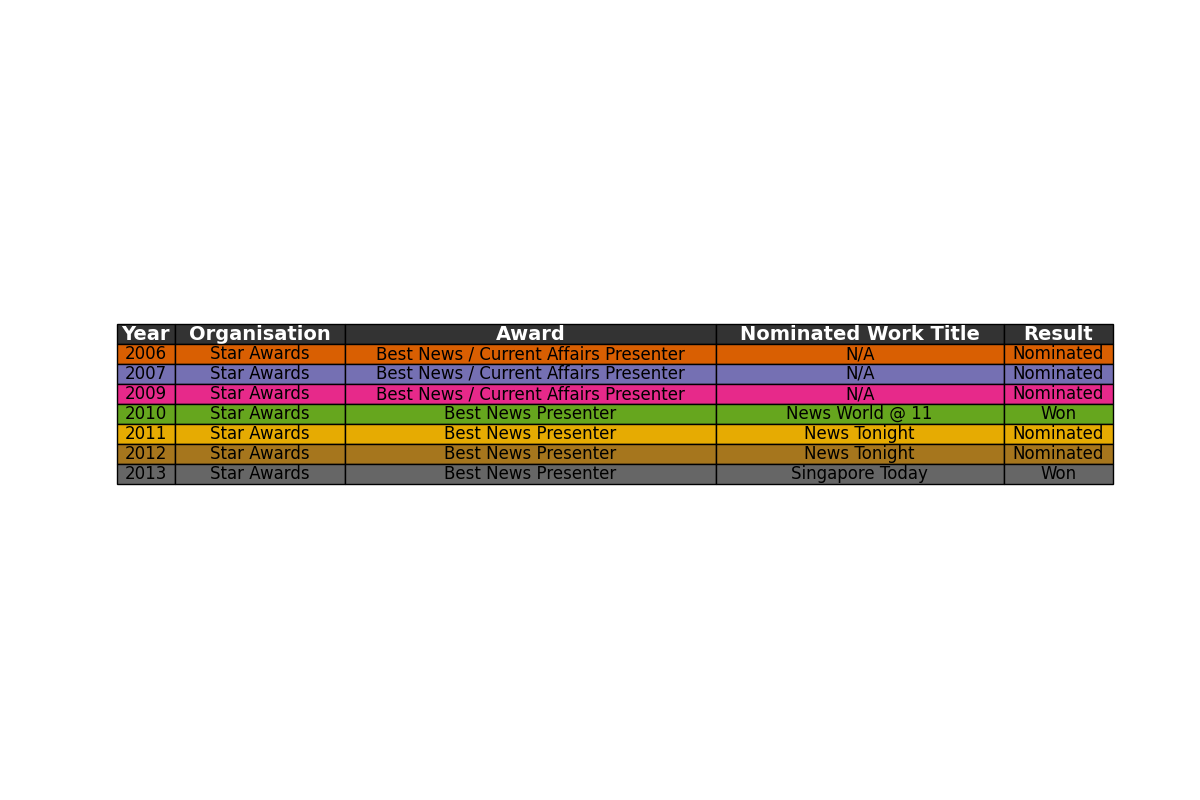 Year Organisation Award Nominated Work Title Result
2006 Star Awards Best News / Current Affairs Presenter N/A Nominated
2007 Star Awards Best News / Current Affairs Presenter N/A Nominated
2009 Star Awards Best News / Current Affairs Presenter N/A Nominated
2010 Star Awards Best News Presenter News World @ 11 Won
2011 Star Awards Best News Presenter News Tonight Nominated
2012 Star Awards Best News Presenter News Tonight Nominated
2013 Star Awards Best News Presenter Singapore Today Won